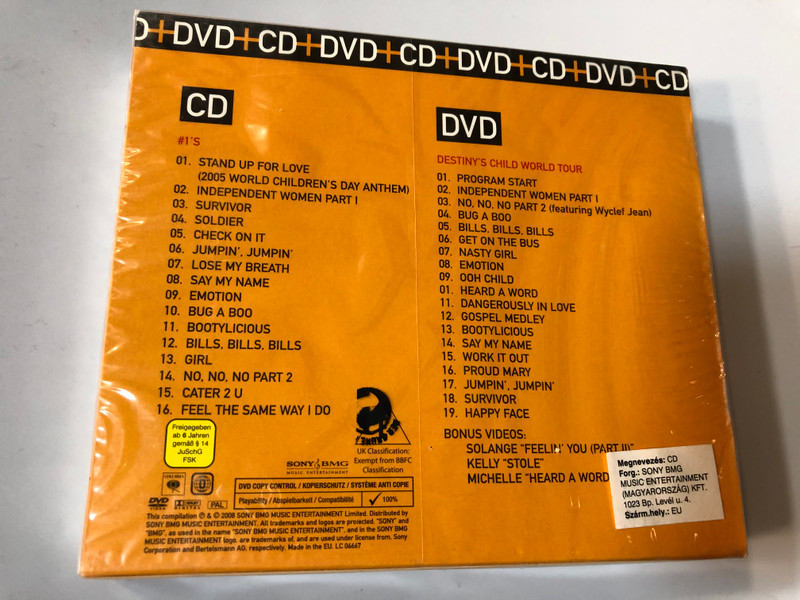 D+DVD+CD+DVD+CD+DVD+CD+DVD+CD
CD
#1'S
01. STAND UP FOR LOVE
(2005 WORLD CHILDREN'S DAY ANTHEM)
02. INDEPENDENT WOMEN PART I
03. SURVIVOR
04. SOLDIER
05. CHECK ON IT
06. JUMPIN', JUMPIN'
07. LOSE MY BREATH
08. SAY MY NAME
09. EMOTION
10. BUG A BOO
11. BOOTYLICIOUS
12. BILLS, BILLS, BILLS
13. GIRL
14. NO, NO, NO PART 2
15. CATER 2 U
16. FEEL THE SAME WAY I DO
DVD
DESTINY'S CHILD WORLD TOUR
01. PROGRAM START
02. INDEPENDENT WOMEN PART I
03. NO, NO, NO PART 2 (featuring Wyclef Jean)
04. BUG A BOO
05. BILLS, BILLS, BILLS
06. GET ON THE BUS
07. NASTY GIRL
08. EMOTION
09. OOH CHILD
01. HEARD A WORD
11. DANGEROUSLY IN LOVE
12. GOSPEL MEDLEY
13. BOOTYLICIOUS
14. SAY MY NAME
15. WORK IT OUT
16. PROUD MARY
17. JUMPIN', JUMPIN'
18. SURVIVOR
19. HAPPY FACE
BONUS VIDEOS:
SOLANGE "FEELIN' YOU (PART II)"
KELLY "STOLE"
MICHELLE "HEARD A WORD
Megnevezés: CD
Forg.: SONY BMG
MUSIC ENTERTAINMENT
(MAGYARORSZÁG) KFT.
1023 Bp. Levél u. 4.
Szárm.hely.: EU
Freigegeben
ab 6 Jahren
gemäß § 14
JuSchG
FSK
UK Classification:
Exempt from BBFC
Classification
SONY BMG
MUSIC ENTERTAINMENT
DVD COPY CONTROL / KOPIERSCHUTZ / SYSTÈME ANTI COPIE
Playability / Abspielbarkeit / Compatibilité ✓ 100%
DVD
VIDEO
PAL
This compilation ℗ & © 2008 SONY BMG MUSIC ENTERTAINMENT Limited. Distributed by
SONY BMG MUSIC ENTERTAINMENT. All trademarks and logos are protected. "SONY" and
"BMG", as used in the name "SONY BMG MUSIC ENTERTAINMENT", and in the SONY BMG
MUSIC ENTERTAINMENT logo, are trademarks of, and are used under license from, Sony
Corporation and Bertelsmann AG, respectively. Made in the EU. LC 06667